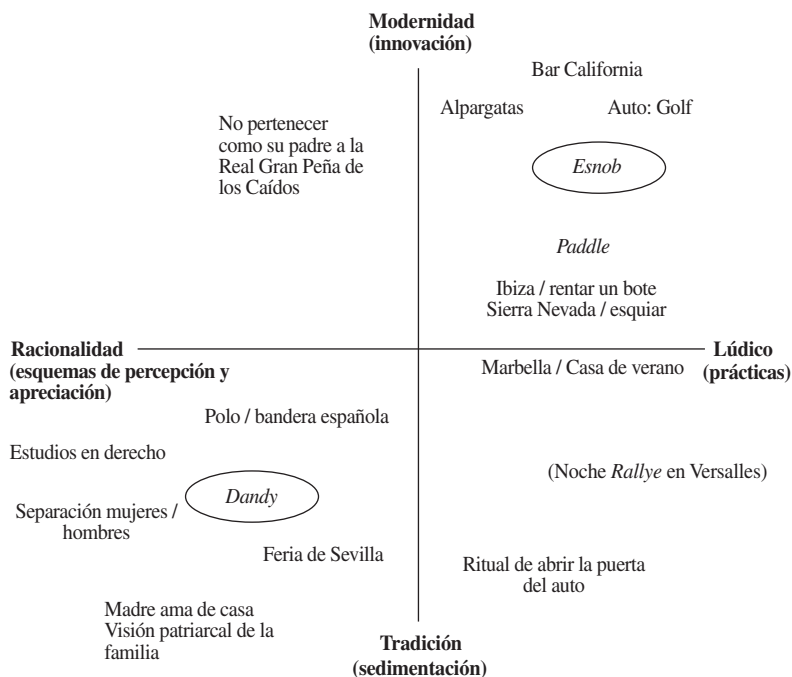 Modernidad
(innovación)
Bar California
Alpargatas
Auto: Golf
No pertenecer
como su padre a la
Real Gran Peña de
los Caídos
Esnob
Paddle
Ibiza / rentar un bote
Sierra Nevada / esquiar
Racionalidad
(esquemas de percepción y
apreciación)
Lúdico
(prácticas)
Marbella / Casa de verano
Polo / bandera española
Estudios en derecho
(Noche Rallye en Versalles)
Dandy
Separación mujeres /
hombres
Feria de Sevilla
Ritual de abrir la puerta
del auto
Madre ama de casa
Visión patriarcal de la
familia
Tradición
(sedimentación)